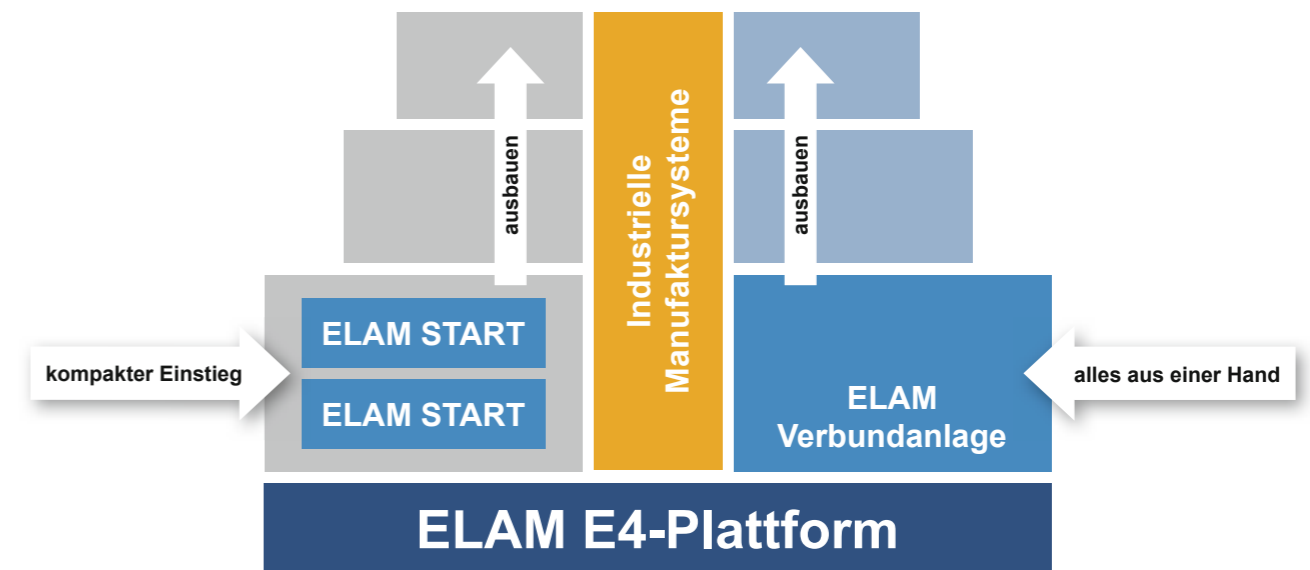 ausbauen
Industrielle
Manufaktursysteme
ausbauen
kompakter Einstieg
ELAM START
ELAM START
ELAM
Verbundanlage
alles aus einer Hand
ELAM E4-Plattform